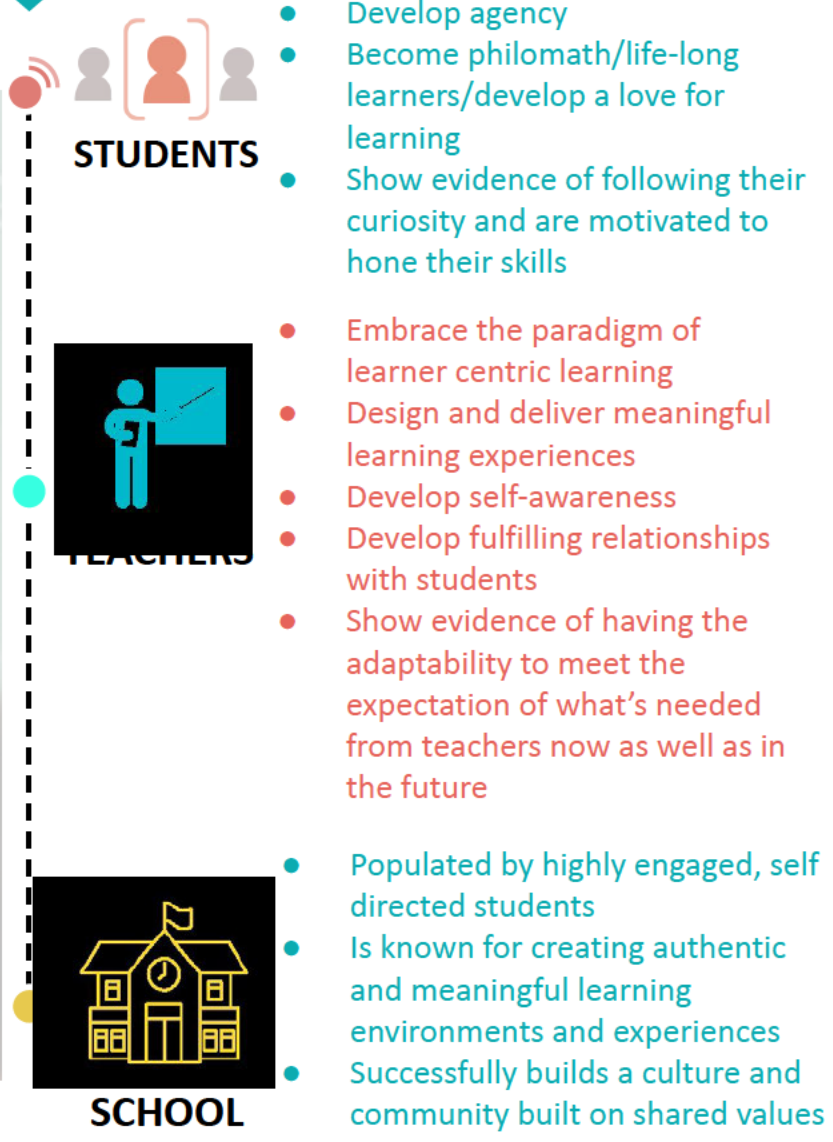 • Develop agency
• Become philomath/life-long
learners/develop a love for
learning
STUDENTS
• Show evidence of following their
curiosity and are motivated to
hone their skills
• Embrace the paradigm of
learner centric learning
• Design and deliver meaningful
learning experiences
• Develop self-awareness
• Develop fulfilling relationships
with students
TEACHERS
• Show evidence of having the
adaptability to meet the
expectation of what’s needed
from teachers now as well as in
the future
• Populated by highly engaged, self
directed students
• Is known for creating authentic
and meaningful learning
environments and experiences
• Successfully builds a culture and
community built on shared values
SCHOOL